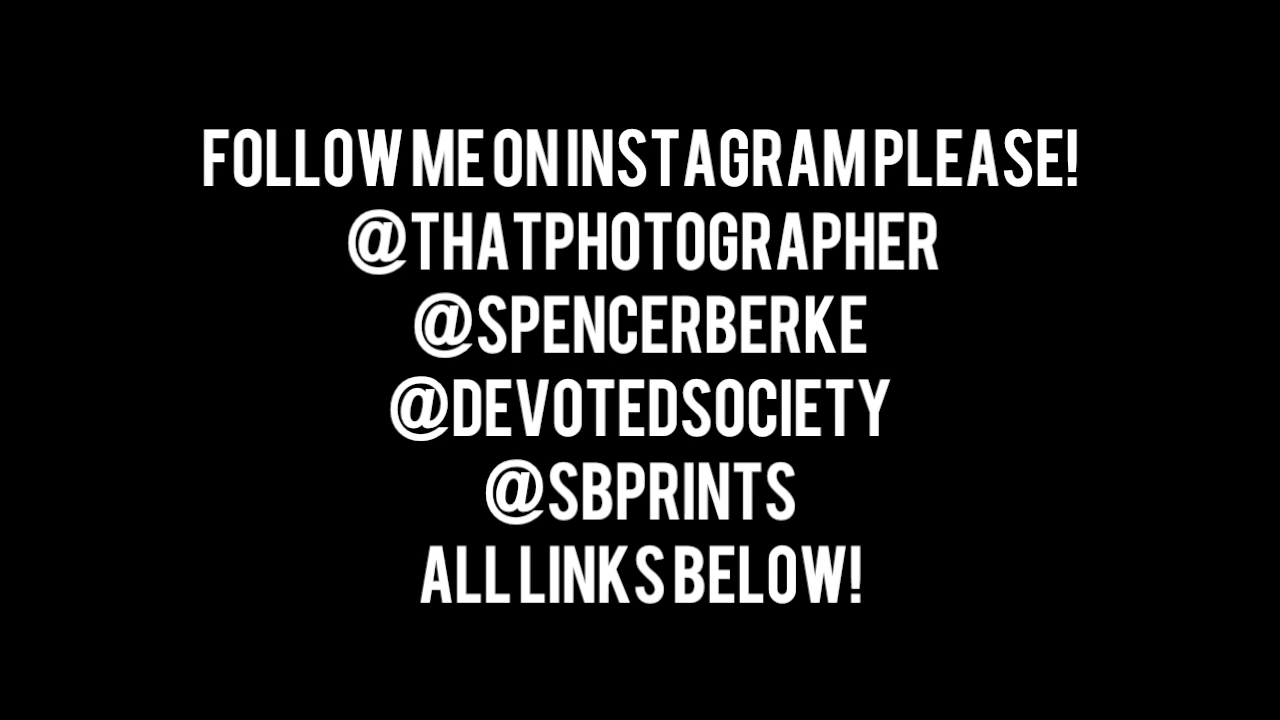 FOLLOW ME ON INSTAGRAM PLEASE!
@THATPHOTOGRAPHER
@SPENCERBERKE
@DEVOTEDSOCIETY
@SBPRINTS
ALL LINKS BELOW!